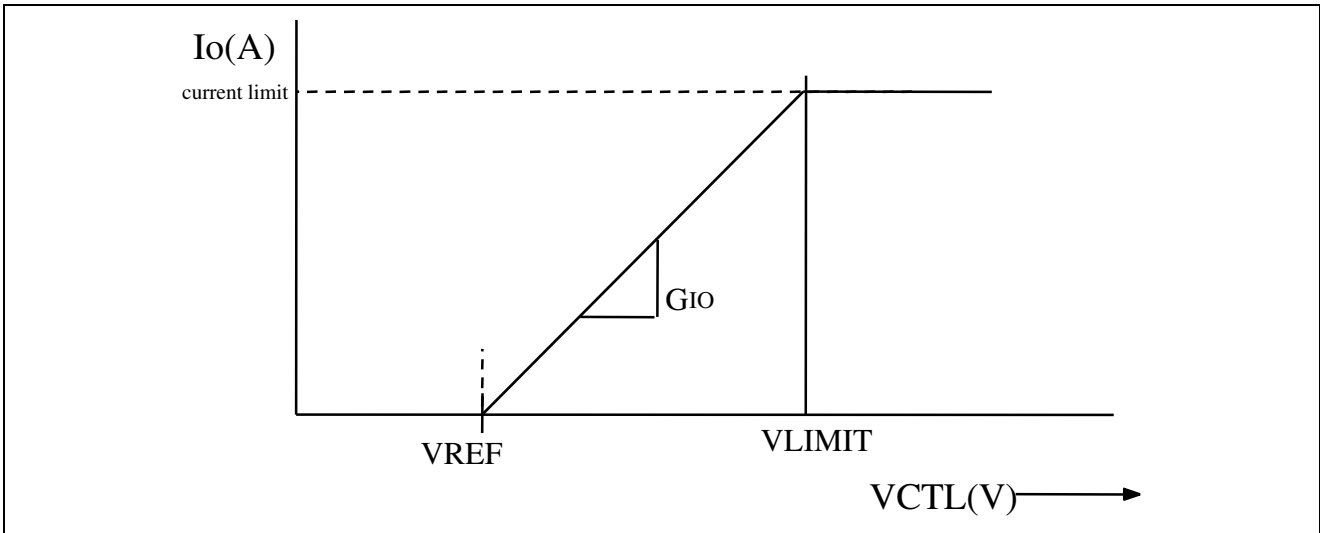 Io(A)
current limit
GIO
VREF
VLIMIT
VCTL(V)